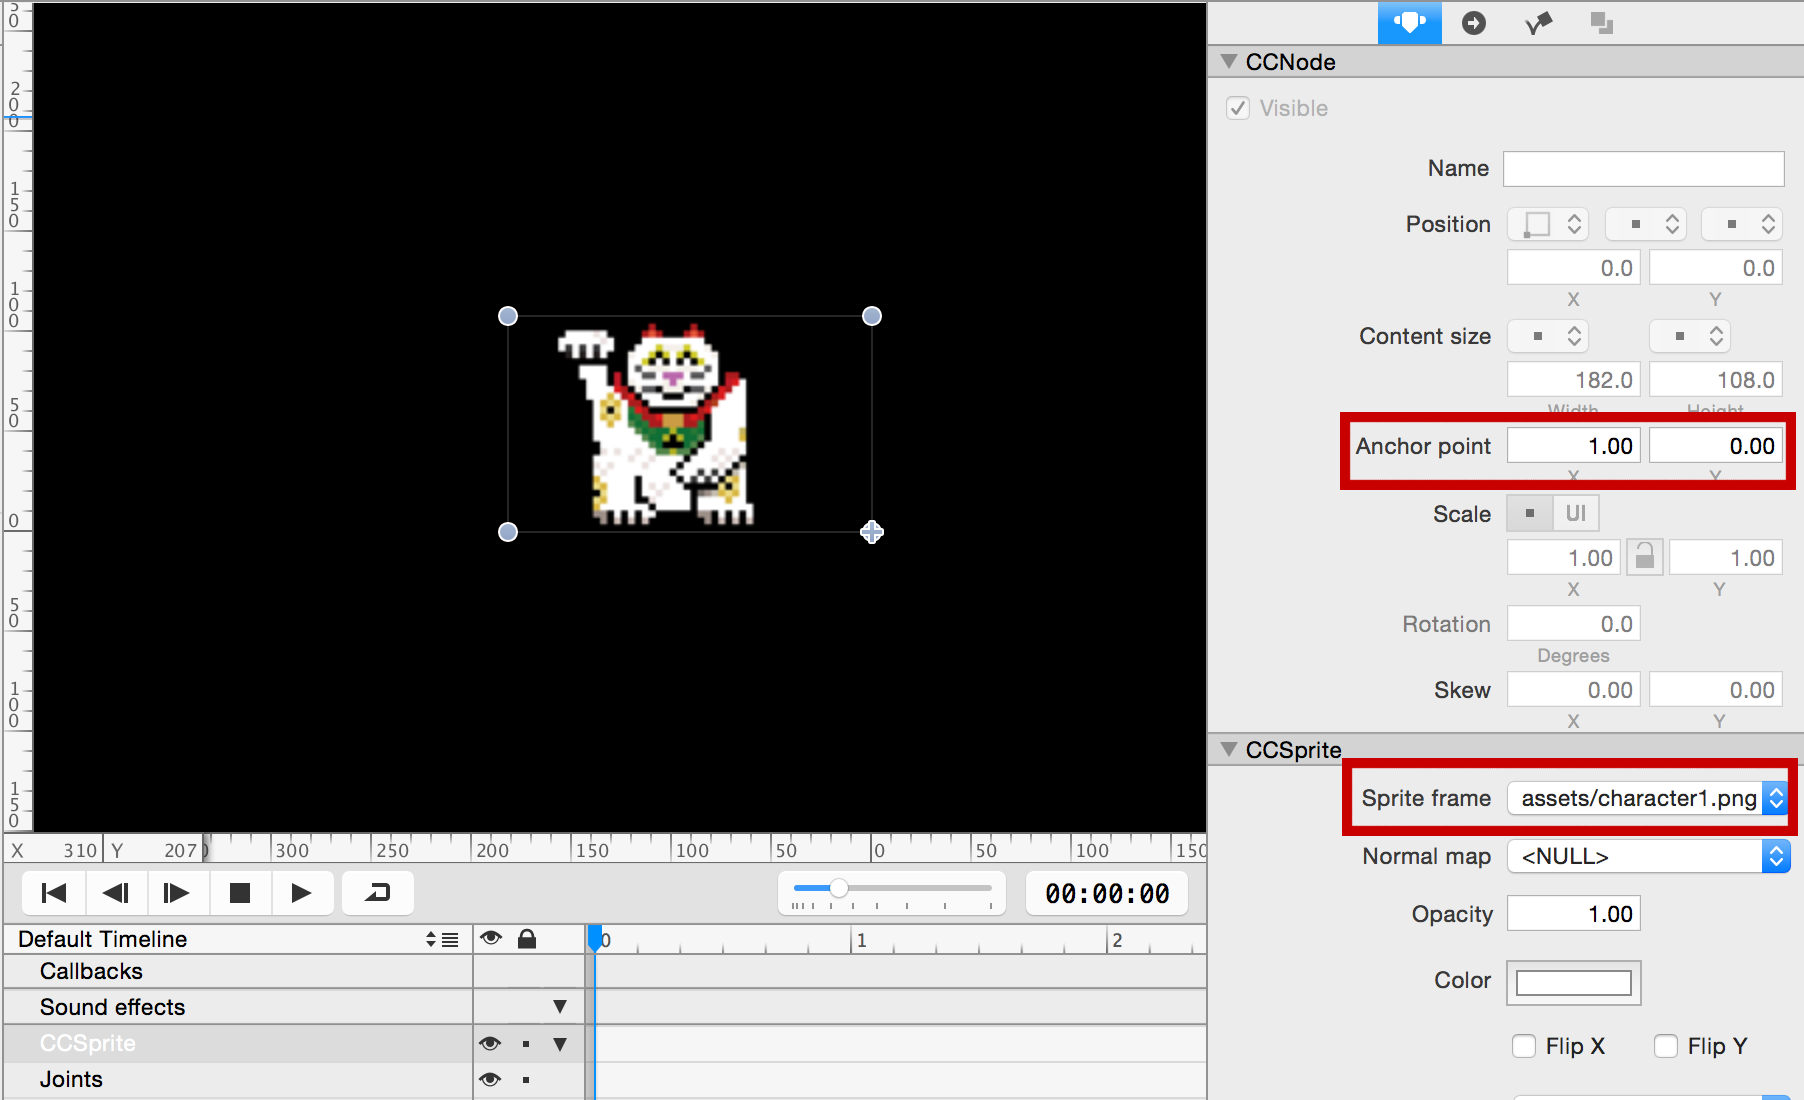 CCNode
Visible
Name
Position
0.0 0.0
X Y
Content size
182.0 108.0
Width Height
Anchor point 1.00 0.00
X Y
Scale UI
1.00 1.00
X Y
Rotation 0.0
Degrees
Skew 0.00 0.00
X Y
CCSprite
Sprite frame assets/character1.png
Normal map <NULL>
Opacity 1.00
Color
Flip X Flip Y
200
150
100
50
0
50
100
150
X 310 Y 207
300 250 200 150 100 50 0 50 100 150
00:00:00
Default Timeline 0 1 2
Callbacks
Sound effects
CCSprite
Joints